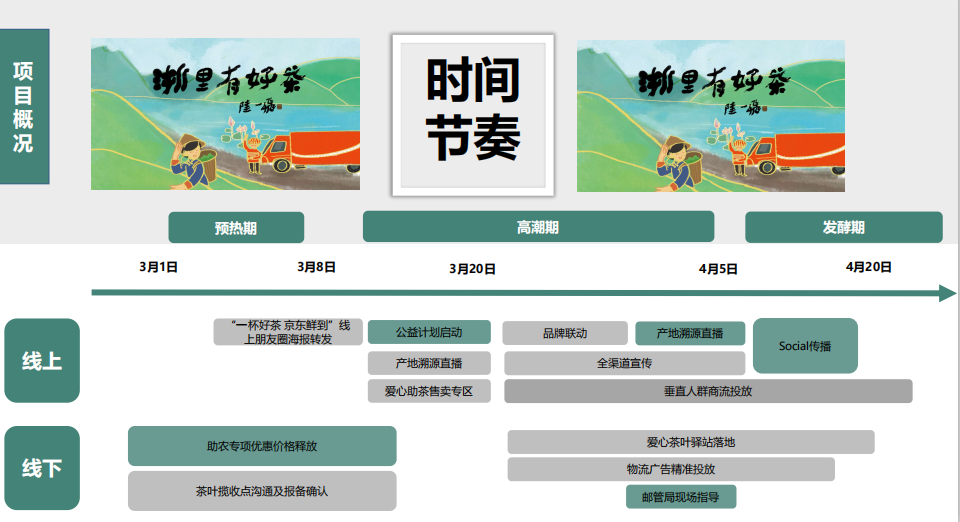 项目概况
浙里有好茶
陆一飞
时间
节奏
浙里有好茶
陆一飞
预热期
高潮期
发酵期
3月1日
3月8日
3月20日
4月5日
4月20日
线上
“一杯好茶 京东鲜到”线
上朋友圈海报转发
公益计划启动
品牌联动
产地溯源直播
Social传播
产地溯源直播
全渠道宣传
爱心助茶售卖专区
垂直人群商流投放
线下
助农专项优惠价格释放
茶叶揽收点沟通及报备确认
爱心茶叶驿站落地
物流广告精准投放
邮管局现场指导